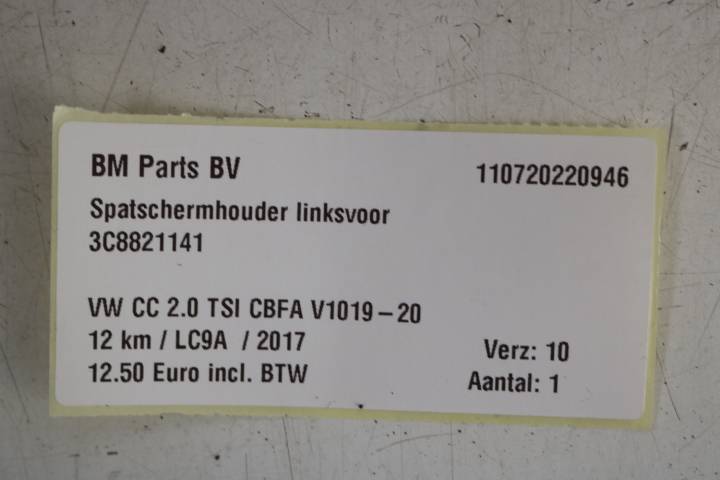 BM Parts BV 110720220946
Spatschermhouder linksvoor
3C8821141
VW CC 2.0 TSI CBFA V1019-20
12 km / LC9A / 2017 Verz: 10
12.50 Euro incl. BTW Aantal: 1